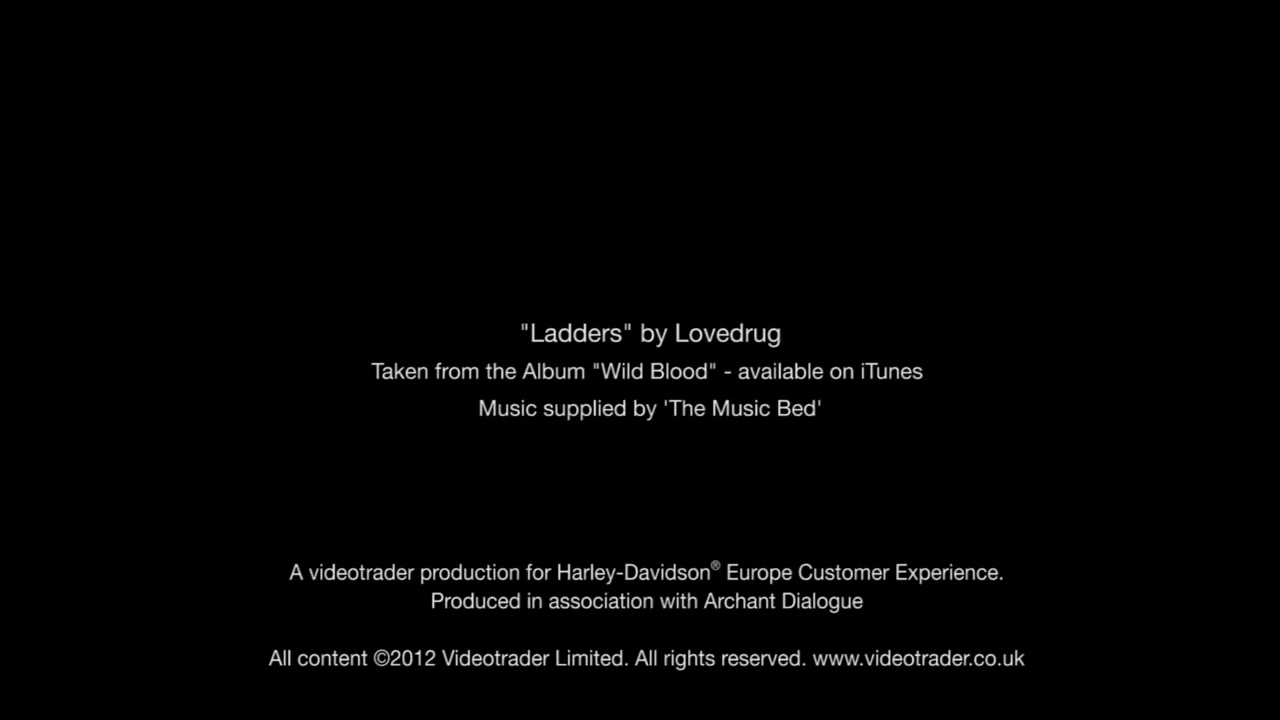 "Ladders" by Lovedrug
Taken from the Album "Wild Blood" - available on iTunes
Music supplied by 'The Music Bed'
A videotrader production for Harley-Davidson® Europe Customer Experience.
Produced in association with Archant Dialogue
All content ©2012 Videotrader Limited. All rights reserved. www.videotrader.co.uk